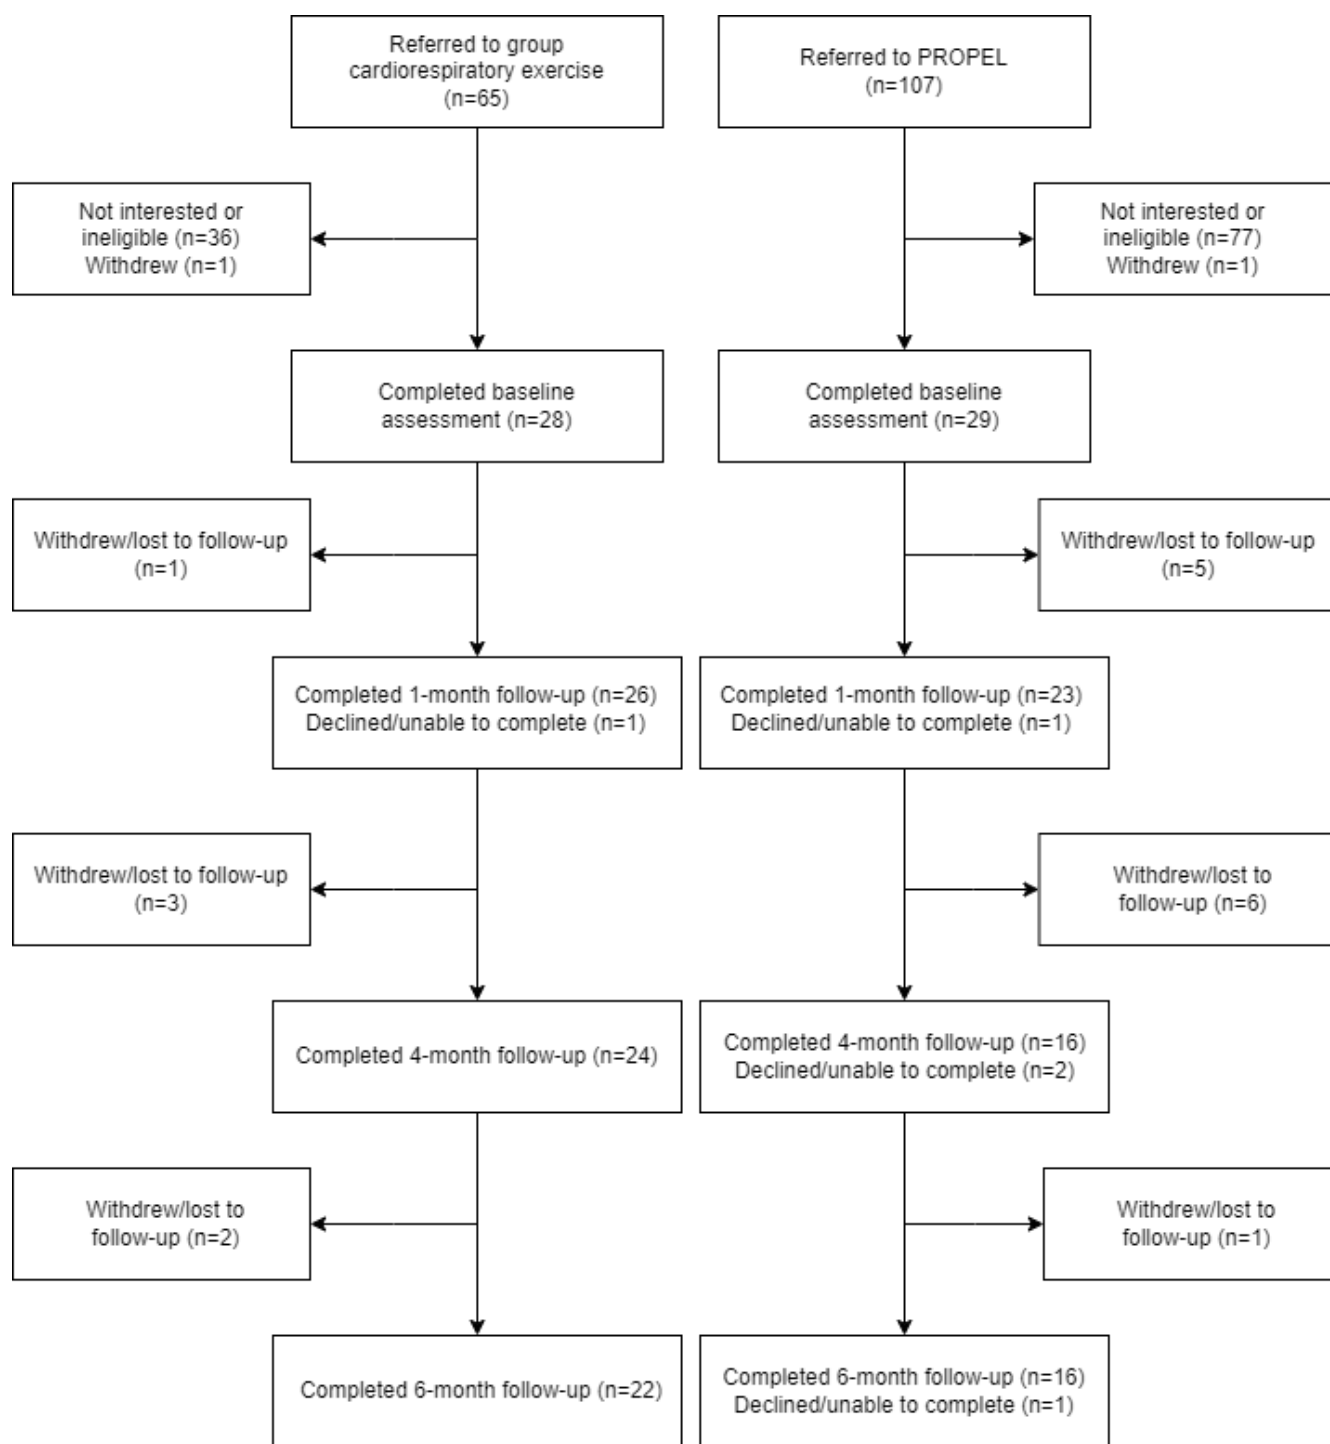 Referred to group
cardiorespiratory exercise
(n=65)
Referred to PROPEL
(n=107)
Not interested or
ineligible (n=36)
Withdrew (n=1)
Not interested or
ineligible (n=77)
Withdrew (n=1)
Completed baseline
assessment (n=28)
Completed baseline
assessment (n=29)
Withdrew/lost to follow-up
(n=1)
Withdrew/lost to follow-up
(n=5)
Completed 1-month follow-up (n=26)
Declined/unable to complete (n=1)
Completed 1-month follow-up (n=23)
Declined/unable to complete (n=1)
Withdrew/lost to follow-up
(n=3)
Withdrew/lost to
follow-up (n=6)
Completed 4-month follow-up (n=24)
Completed 4-month follow-up (n=16)
Declined/unable to complete (n=2)
Withdrew/lost to
follow-up (n=2)
Withdrew/lost to
follow-up (n=1)
Completed 6-month follow-up (n=22)
Completed 6-month follow-up (n=16)
Declined/unable to complete (n=1)